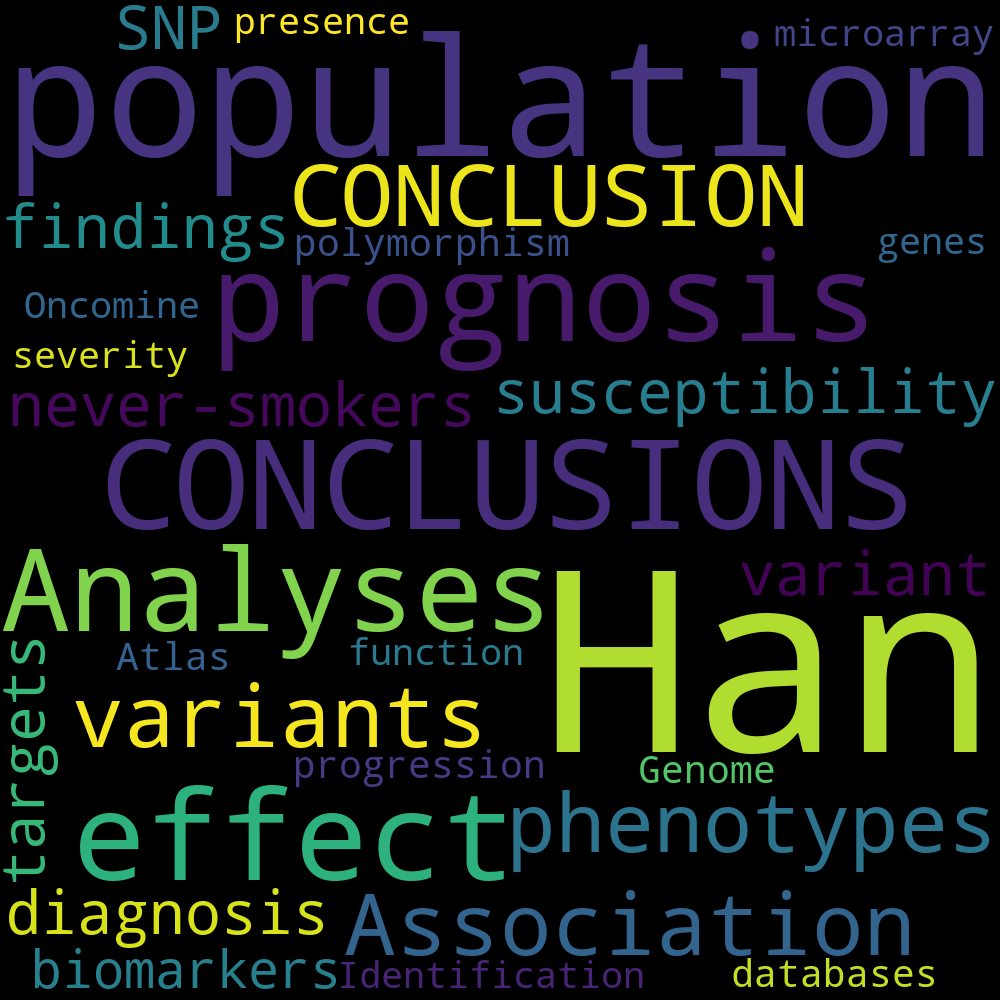 SNP
presence
microarray
population
CONCLUSION
findings
polymorphism
genes
prognosis
Oncomine
severity
never-smokers
susceptibility
CONCLUSIONS
Analyses
variant
Han
Atlas
function
targets
variants
progression
Genome
effect
phenotypes
diagnosis
Association
biomarkers
Identification
databases